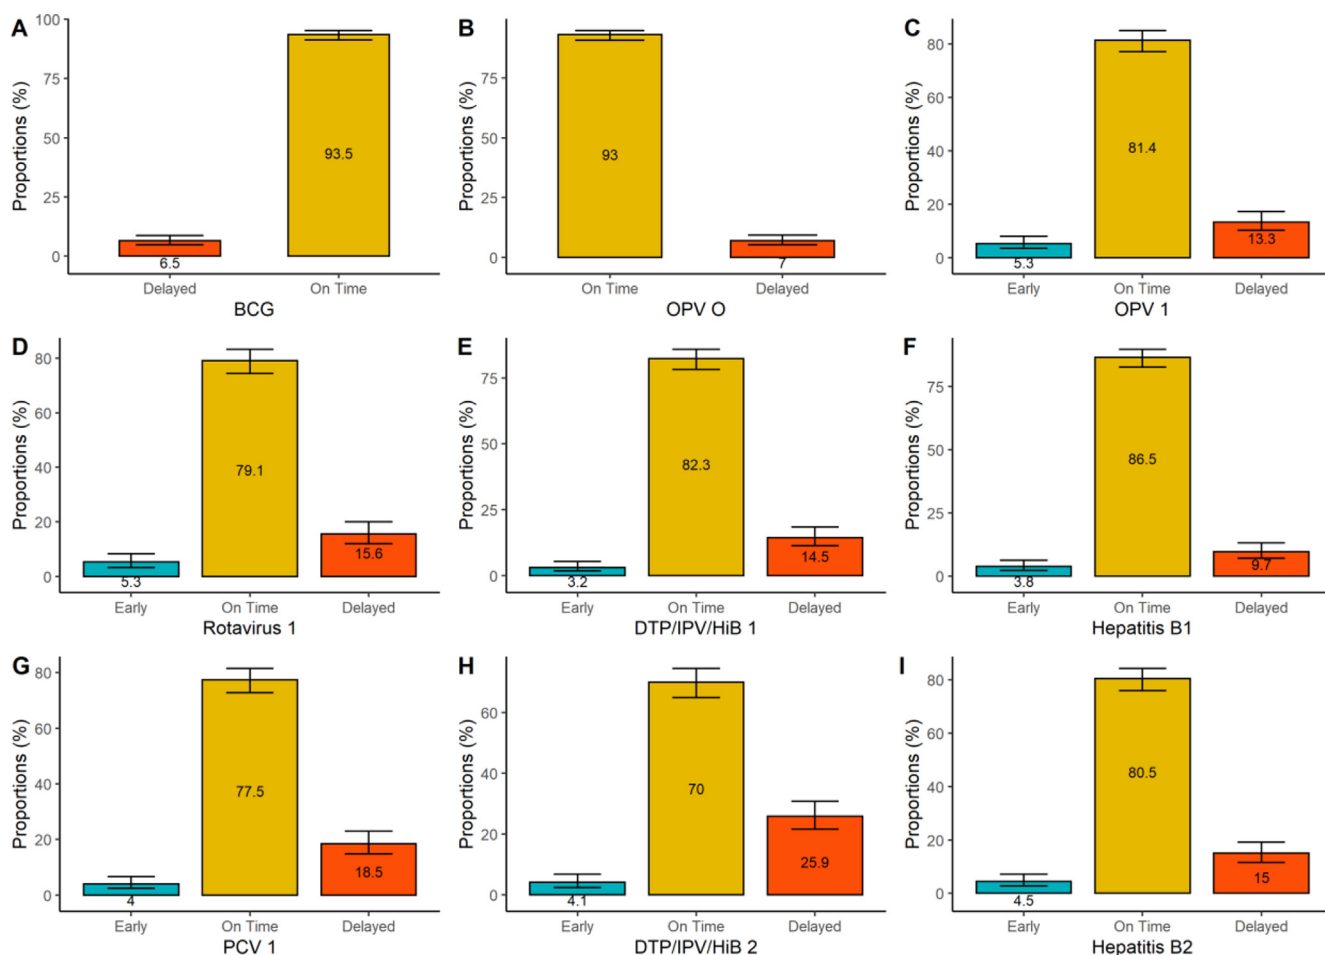 A
Proportions (%)
100
75
50
25
0
93.5
6.5
Delayed On Time
BCG
B
Proportions (%)
75
50
25
0
93
7
On Time Delayed
OPV O
C
Proportions (%)
80
60
40
20
0
81.4
13.3
5.3
Early On Time Delayed
OPV 1
D
Proportions (%)
80
60
40
20
0
79.1
15.6
5.3
Early On Time Delayed
Rotavirus 1
E
Proportions (%)
75
50
25
0
82.3
14.5
3.2
Early On Time Delayed
DTP/IPV/HiB 1
F
Proportions (%)
75
50
25
0
86.5
9.7
3.8
Early On Time Delayed
Hepatitis B1
G
Proportions (%)
80
60
40
20
0
77.5
18.5
4
Early On Time Delayed
PCV 1
H
Proportions (%)
60
40
20
0
70
25.9
4.1
Early On Time Delayed
DTP/IPV/HiB 2
I
Proportions (%)
80
60
40
20
0
80.5
15
4.5
Early On Time Delayed
Hepatitis B2